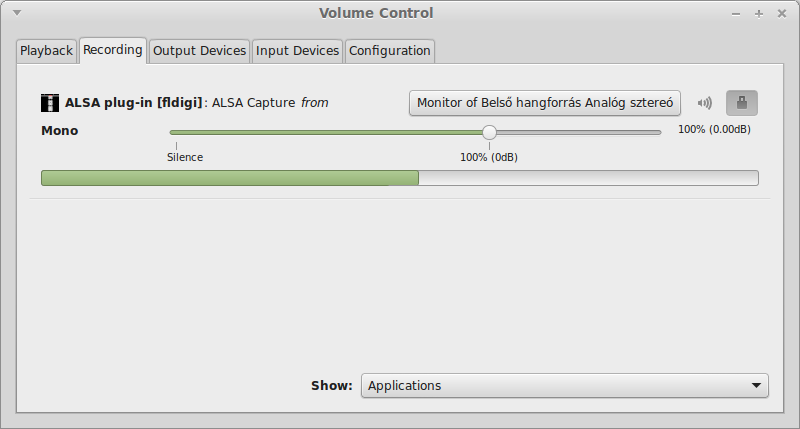 Volume Control
Playback Recording Output Devices Input Devices Configuration
ALSA plug-in [fldigi]: ALSA Capture from Monitor of Belső hangforrás Analóg sztereó
Mono 100% (0.00dB)
Silence 100% (0dB)
Show: Applications